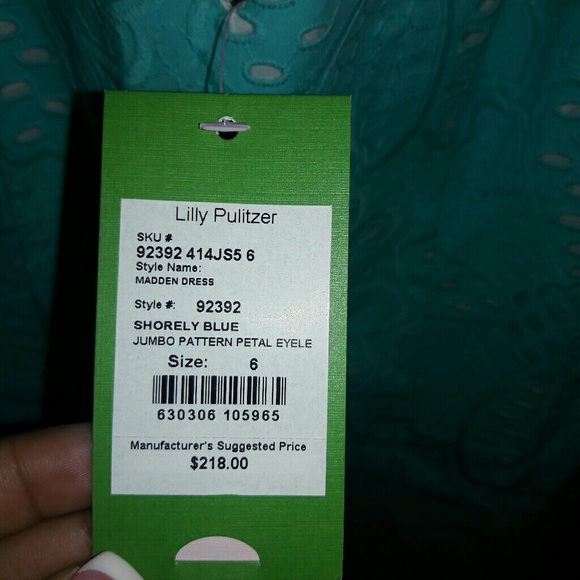 Lilly Pulitzer
SKU #
92392 414JS5 6
Style Name:
MADDEN DRESS
Style #: 92392
SHORELY BLUE
JUMBO PATTERN PETAL EYELE
Size: 6
630306 105965
Manufacturer's Suggested Price
$218.00